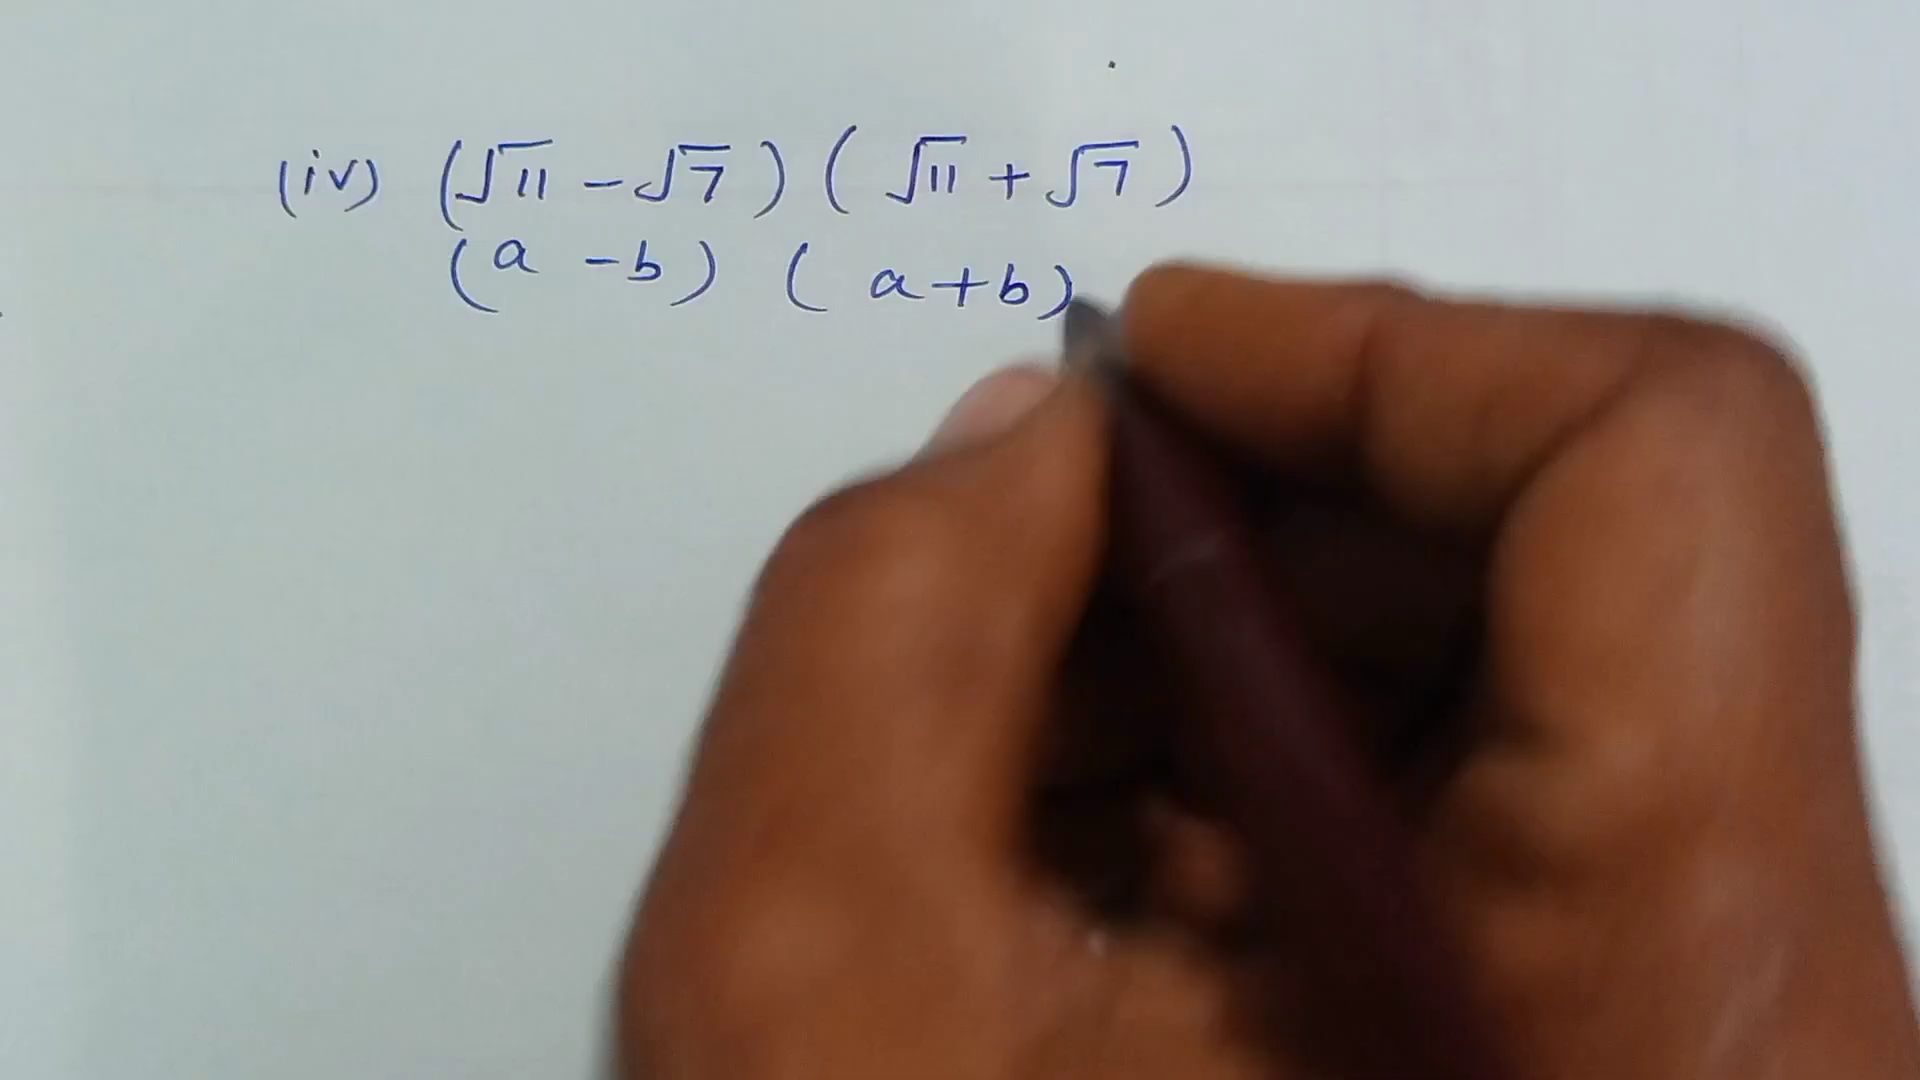 (iv) (√11 - √7) (√11 + √7)
(a - b) (a + b)